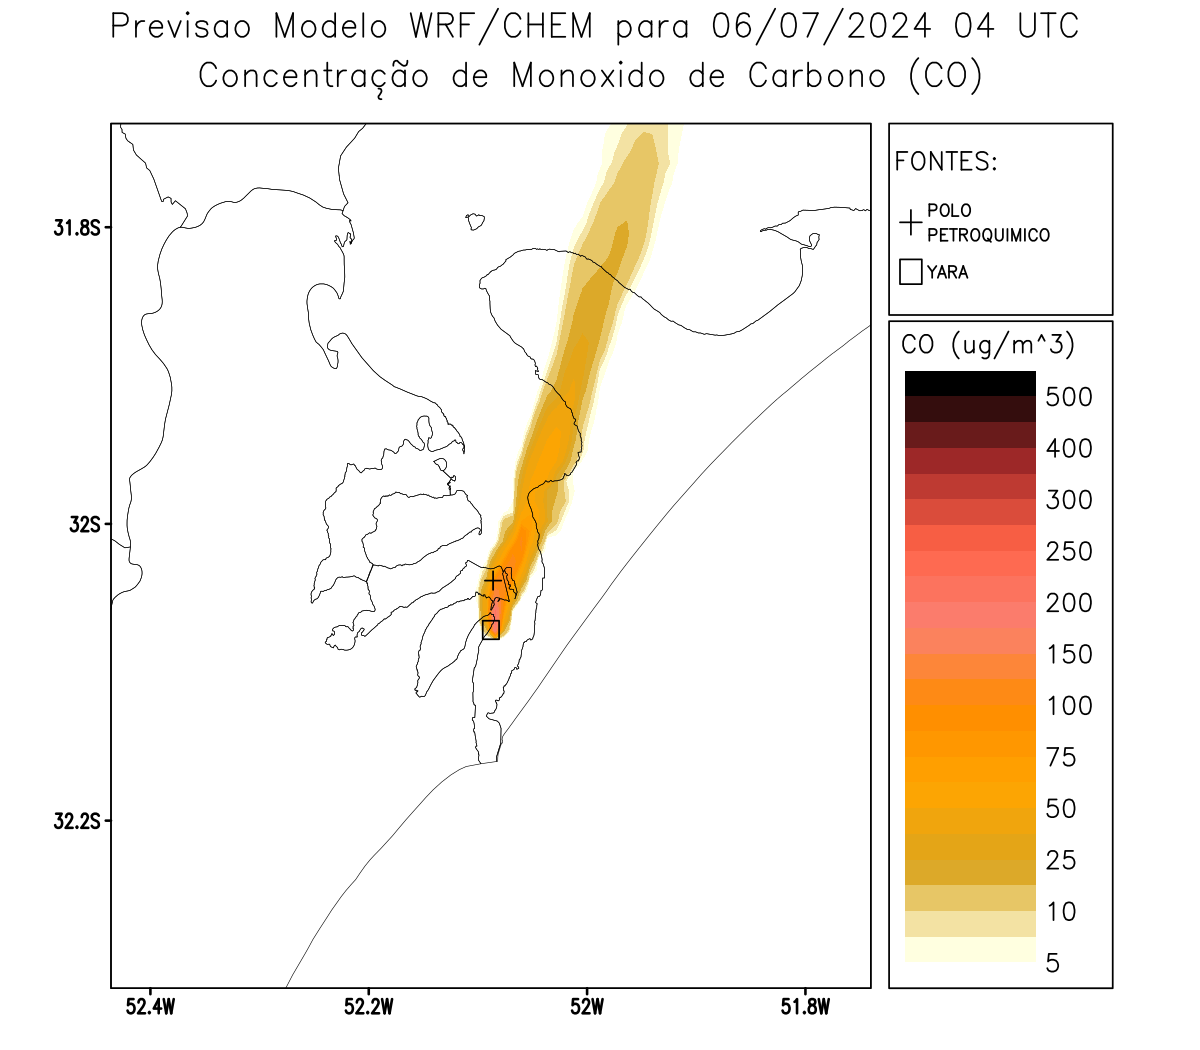 Previsao Modelo WRF/CHEM para 06/07/2024 04 UTC
Concentração de Monoxido de Carbono (CO)
FONTES:
POLO
PETROQUIMICO
YARA
CO (ug/m^3)
500
400
300
250
200
150
100
75
50
25
10
5
31.8S
32S
32.2S
52.4W
52.2W
52W
51.8W